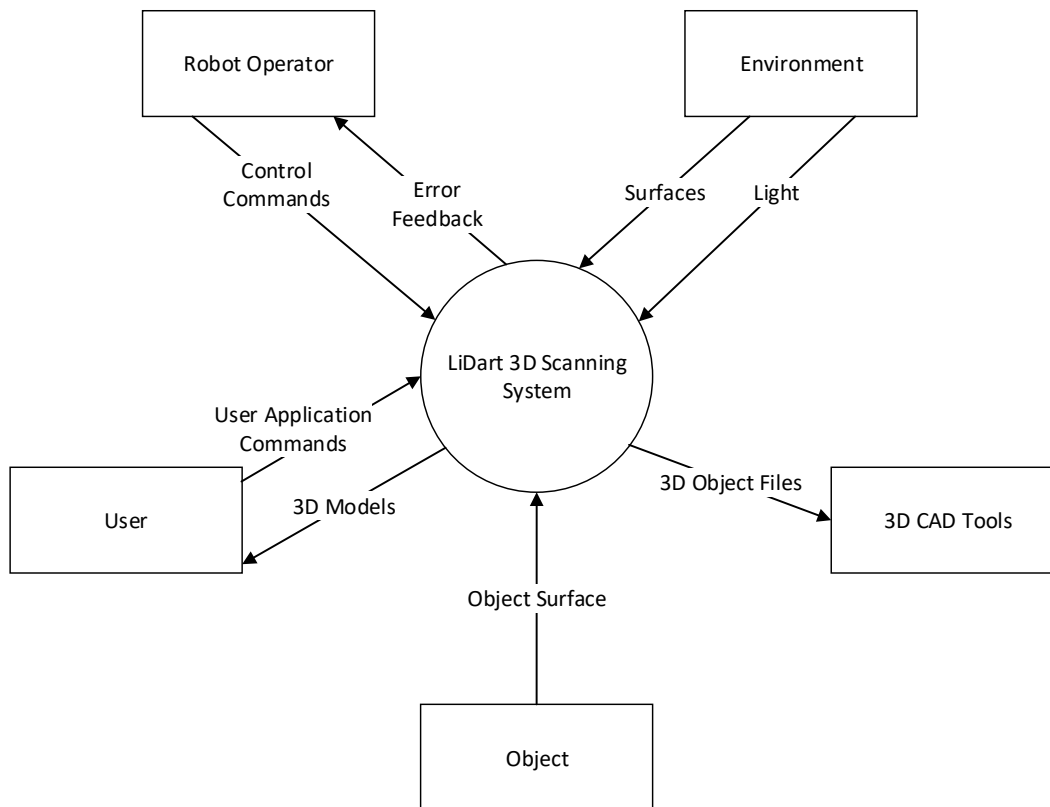 Robot Operator
Environment
Control
Commands
Error
Feedback
Surfaces
Light
LiDart 3D Scanning
System
User Application
Commands
3D Models
3D Object Files
User
3D CAD Tools
Object Surface
Object